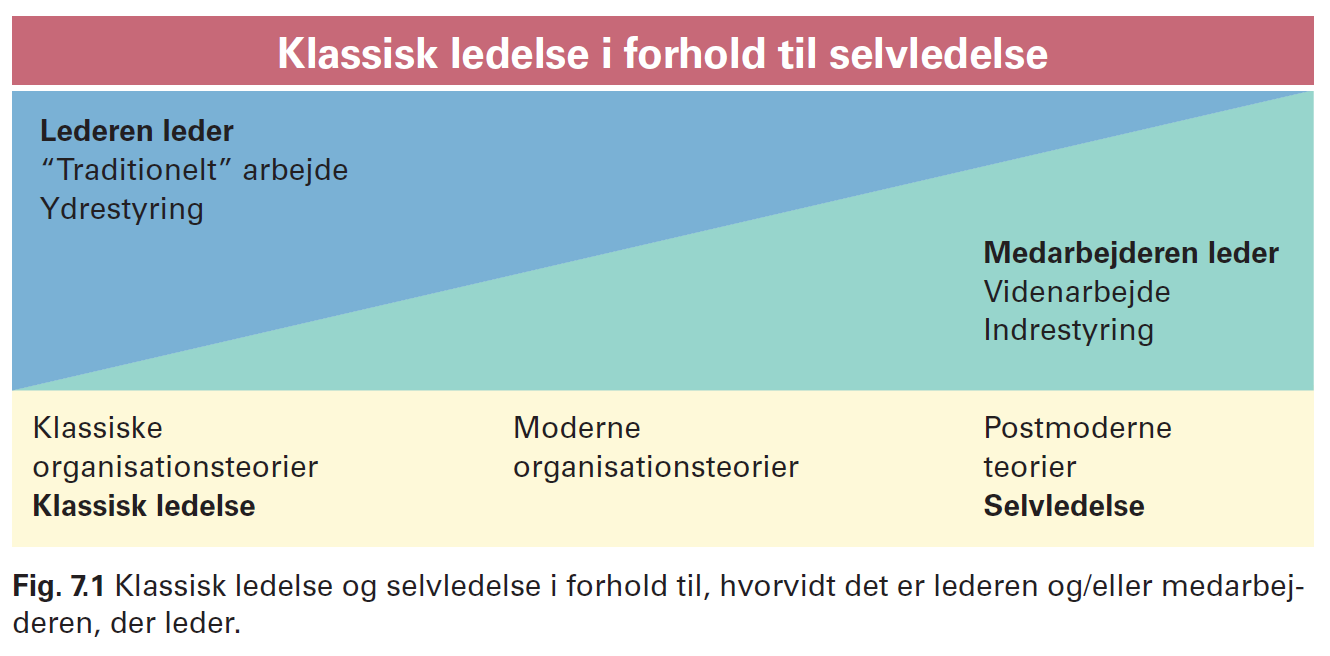 Klassisk ledelse i forhold til selvledelse
Lederen leder
“Traditionelt” arbejde
Ydrestyring
Medarbejderen leder
Videnarbejde
Indrestyring
Klassiske
organisationsteorier
Klassisk ledelse
Moderne
organisationsteorier
Postmoderne
teorier
Selvledelse
Fig. 7.1 Klassisk ledelse og selvledelse i forhold til, hvorvidt det er lederen og/eller medarbej-
deren, der leder.